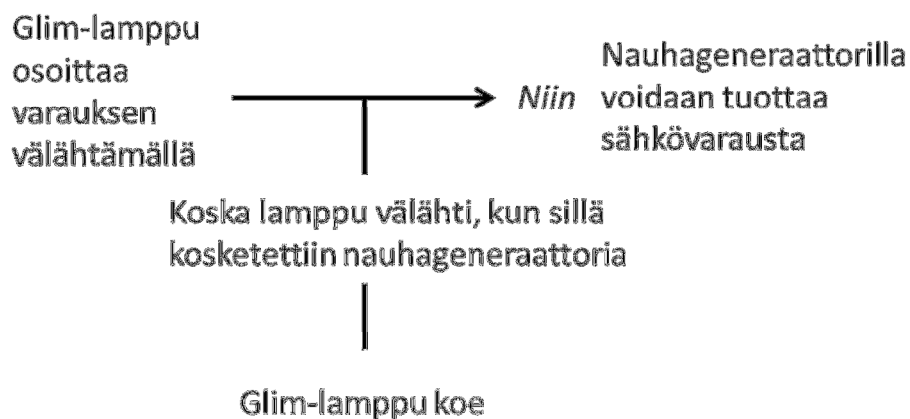 Glim-lamppu
osoittaa
varauksen
välähtämällä
Niin
Nauhageneraattorilla
voidaan tuottaa
sähkövarausta
Koska lamppu välähti, kun sillä
kosketettiin nauhageneraattoria
Glim-lamppu koe